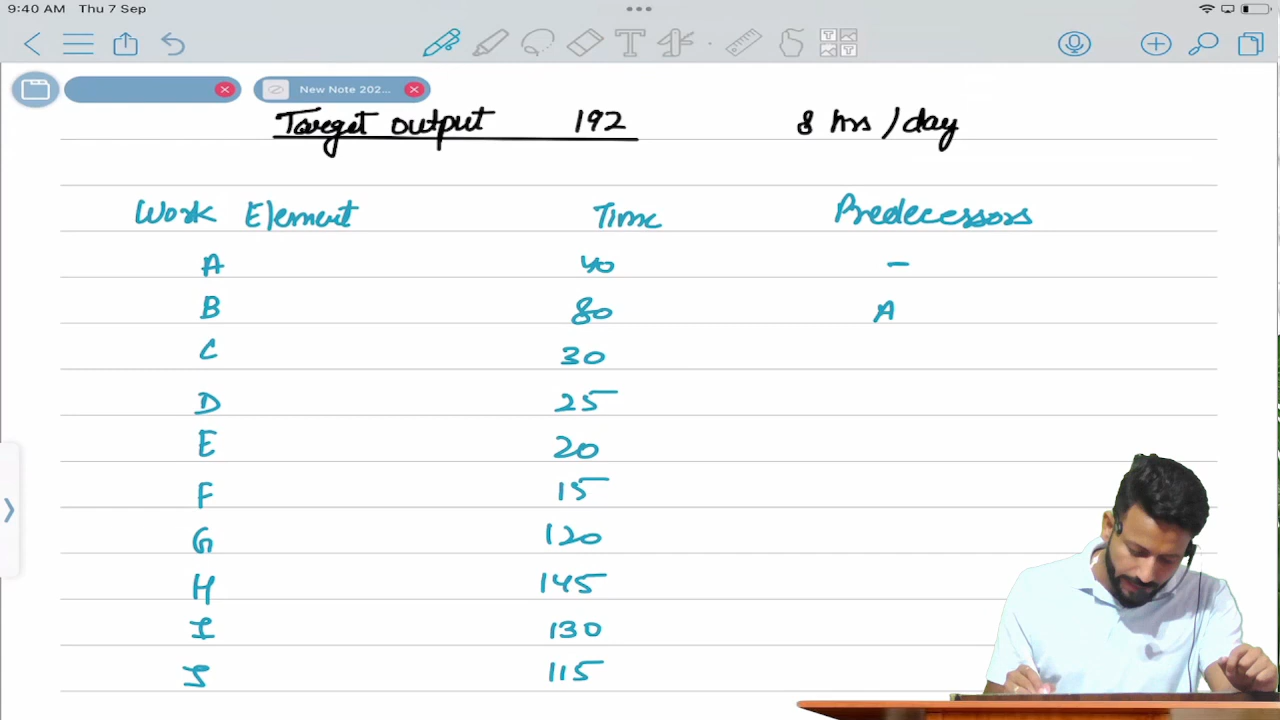 9:40 AM Thu 7 Sep
New Note 202...
Target output 192 8 hrs/day
Work Element Time Predecessors
A 40 -
B 80 A
C 30
D 25
E 20
F 15
G 120
H 145
I 130
J 115